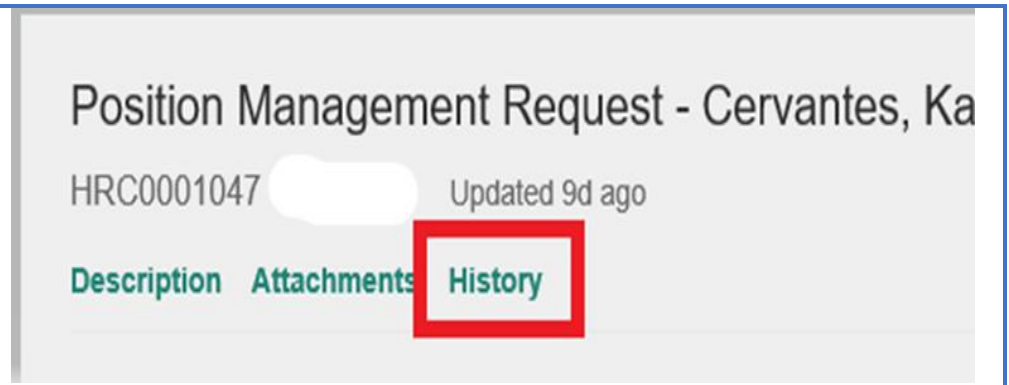 Position Management Request - Cervantes, Ka
HRC0001047 Updated 9d ago
Description Attachments History